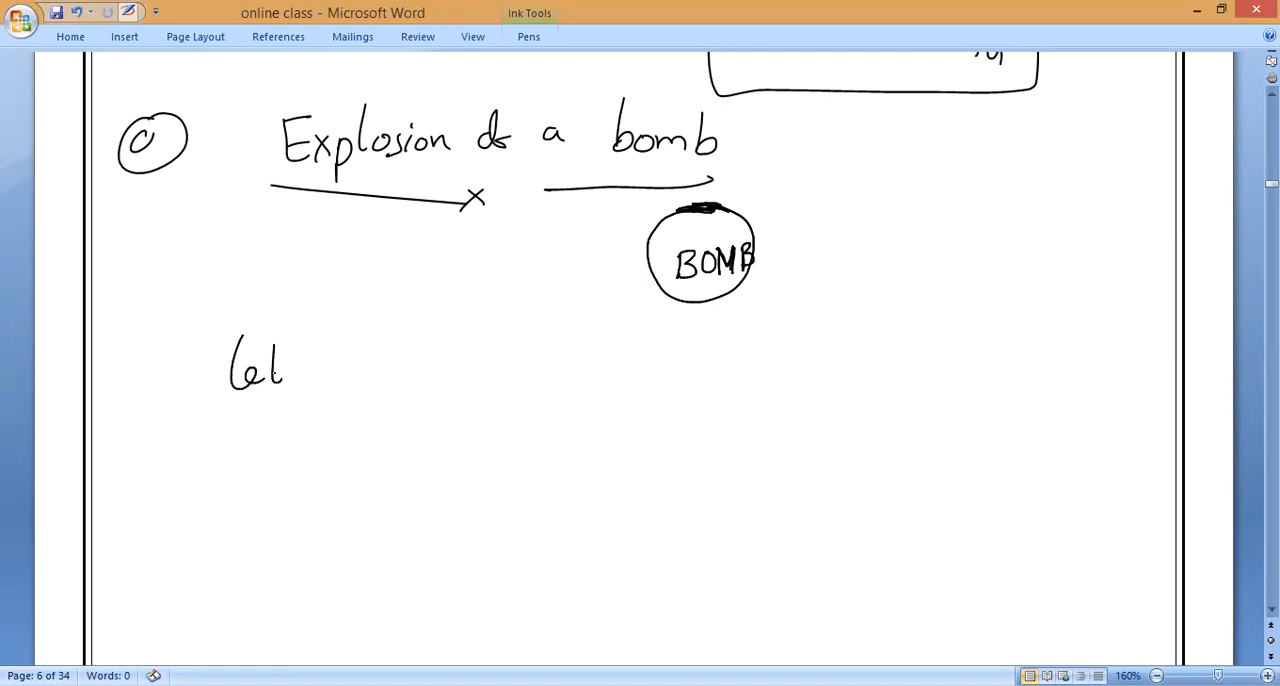 online class - Microsoft Word
Ink Tools
Home Insert Page Layout References Mailings Review View Pens
Explosion of a bomb
BOMB
let
Page: 6 of 34 Words: 0 160%